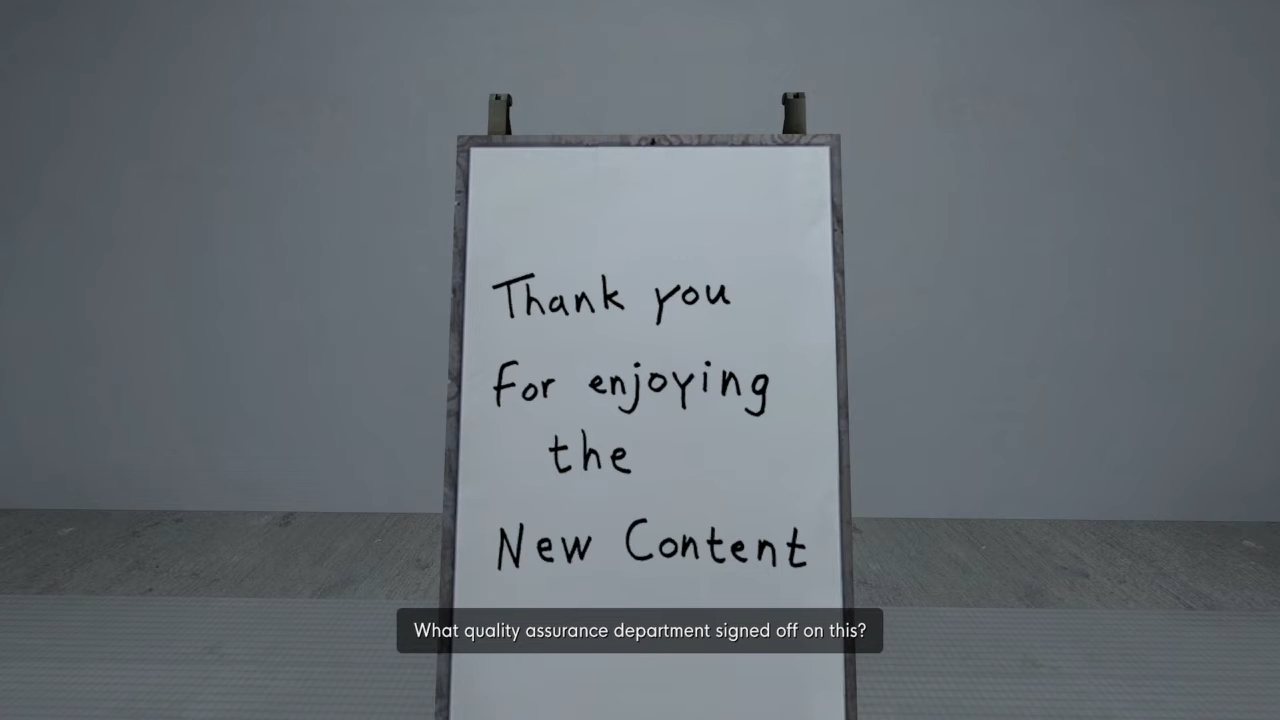 Thank you
For enjoying
the
New Content
What quality assurance department signed off on this?